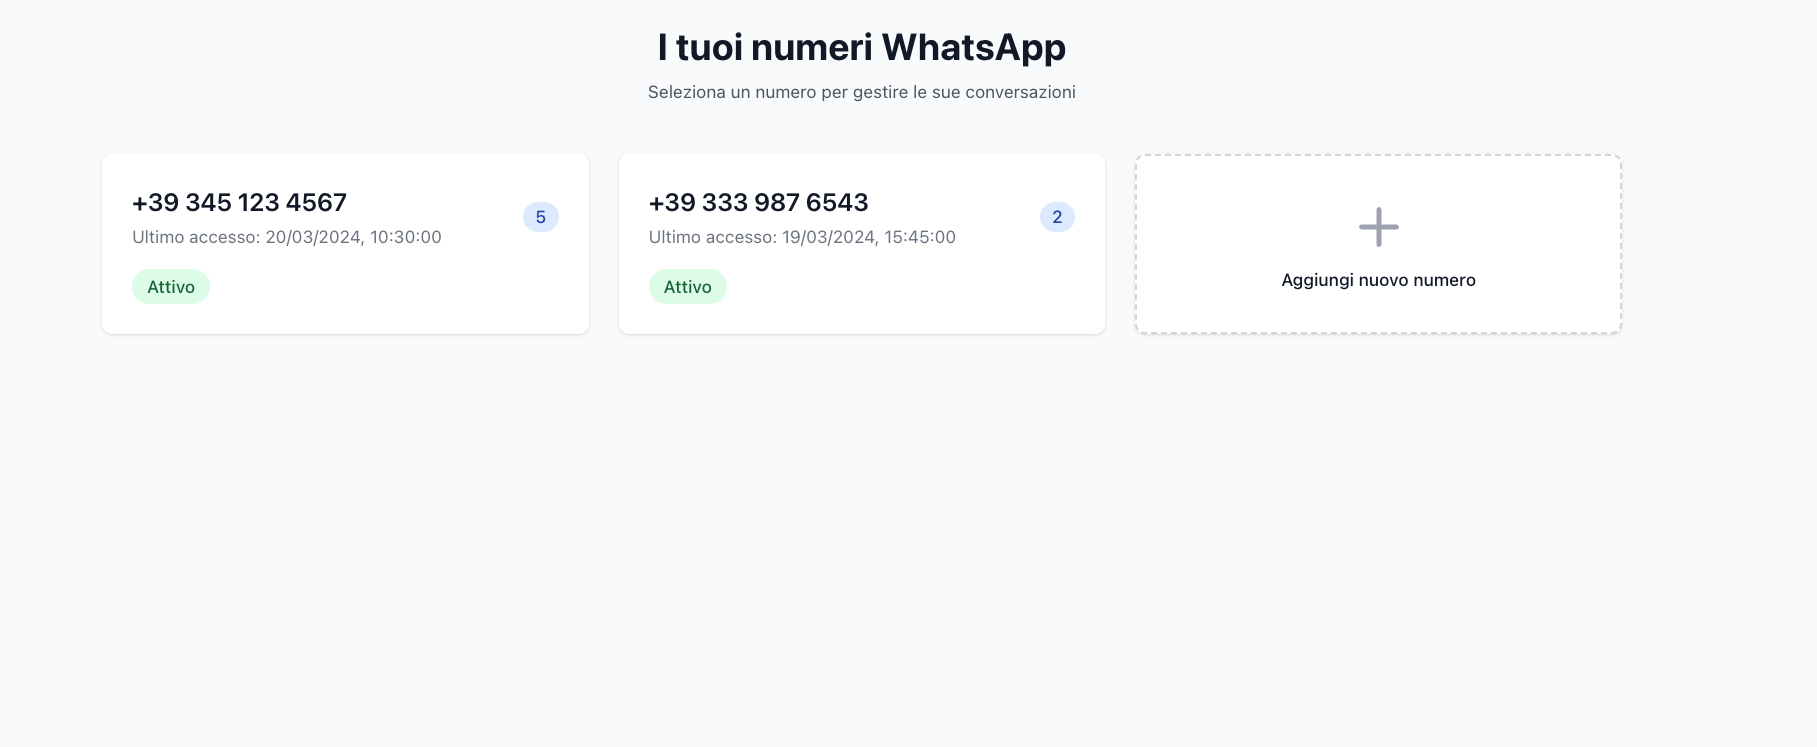 I tuoi numeri WhatsApp
Seleziona un numero per gestire le sue conversazioni
+39 345 123 4567
5
Ultimo accesso: 20/03/2024, 10:30:00
Attivo
+39 333 987 6543
2
Ultimo accesso: 19/03/2024, 15:45:00
Attivo
Aggiungi nuovo numero